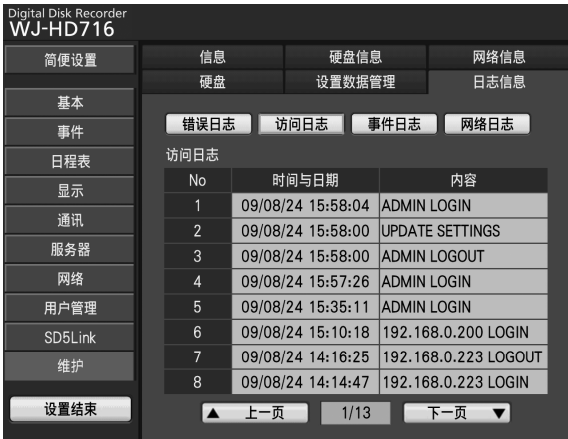 Digital Disk Recorder
WJ-HD716
简便设置
基本
事件
日程表
显示
通讯
服务器
网络
用户管理
SD5Link
维护
设置结束
信息 硬盘信息 网络信息
硬盘 设置数据管理 日志信息
错误日志 访问日志 事件日志 网络日志
访问日志
No 时间与日期 内容
1 09/08/24 15:58:04 ADMIN LOGIN
2 09/08/24 15:58:00 UPDATE SETTINGS
3 09/08/24 15:58:00 ADMIN LOGOUT
4 09/08/24 15:57:26 ADMIN LOGIN
5 09/08/24 15:35:11 ADMIN LOGIN
6 09/08/24 15:10:18 192.168.0.200 LOGIN
7 09/08/24 14:16:25 192.168.0.223 LOGOUT
8 09/08/24 14:14:47 192.168.0.223 LOGIN
▲ 上一页 1/13 下一页 ▼